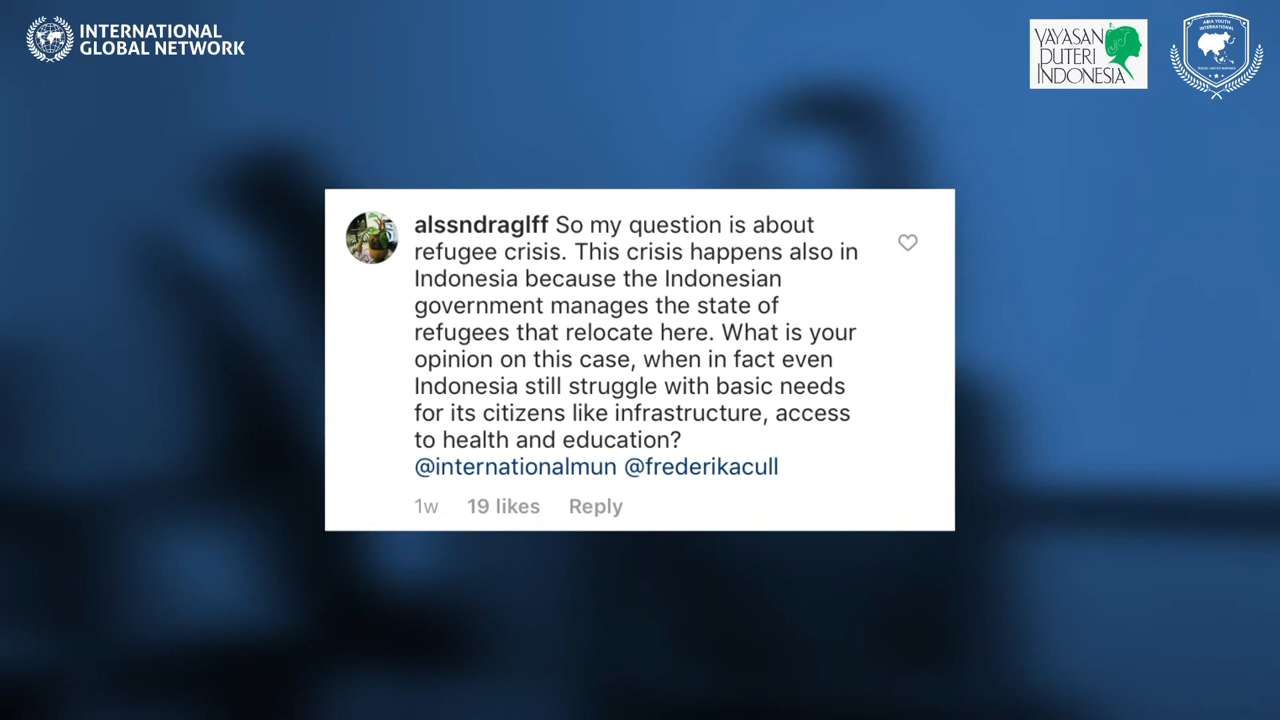 INTERNATIONAL
GLOBAL NETWORK
YAYASAN
PUTERI
INDONESIA
ASIA YOUTH
INTERNATIONAL
alssndraglff So my question is about
refugee crisis. This crisis happens also in
Indonesia because the Indonesian
government manages the state of
refugees that relocate here. What is your
opinion on this case, when in fact even
Indonesia still struggle with basic needs
for its citizens like infrastructure, access
to health and education?
@internationalmun @frederikacull
1w 19 likes Reply